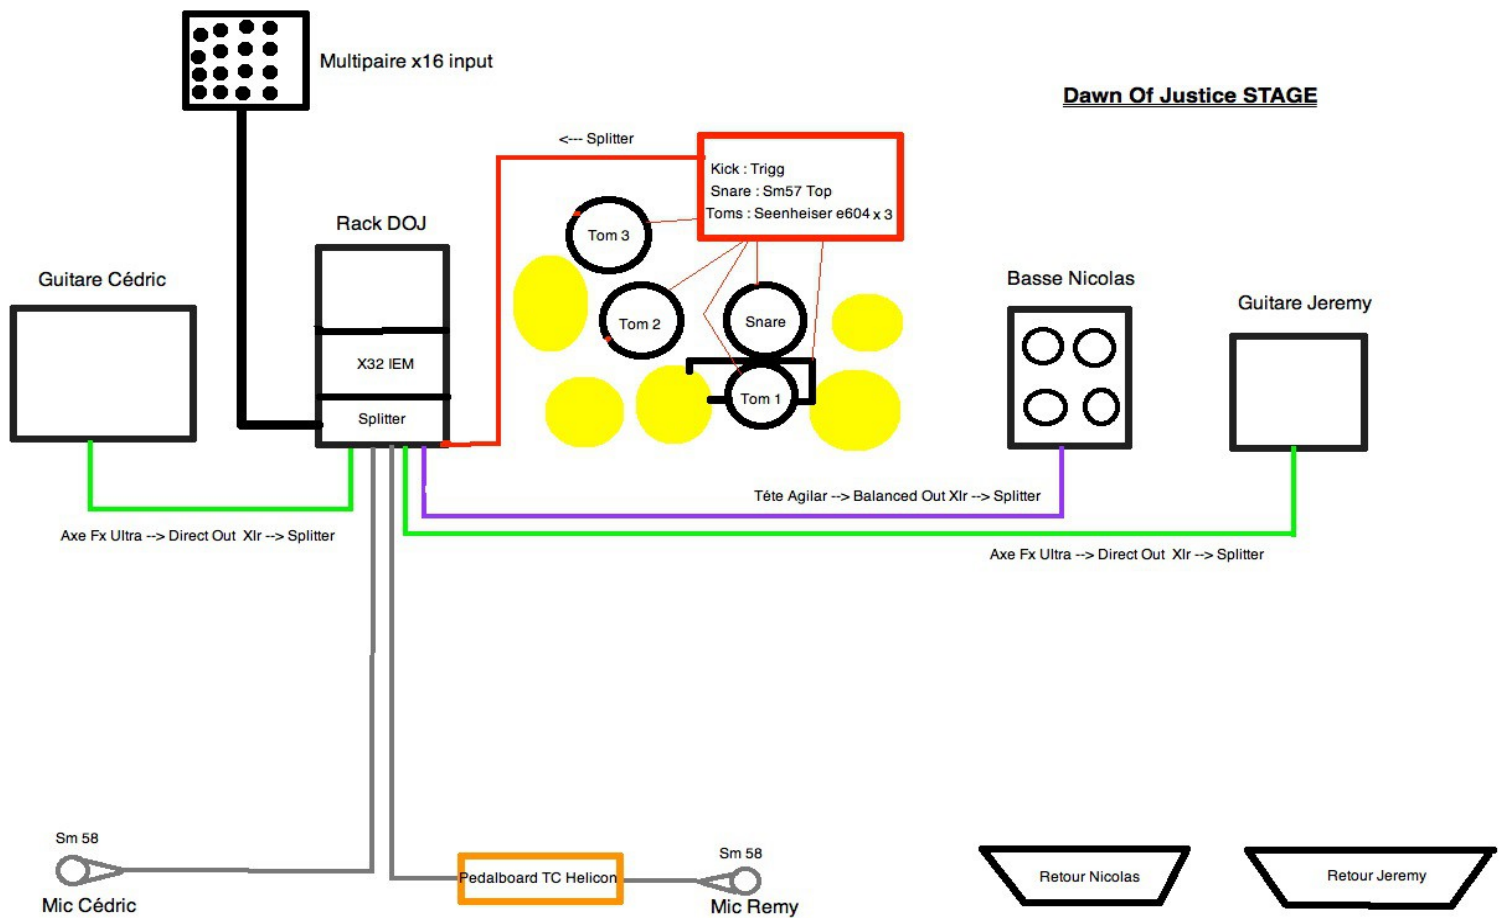 Multipaire x16 input
Dawn Of Justice STAGE
<--- Splitter
Kick : Trigg
Snare : Sm57 Top
Toms : Seenheiser e604 x 3
Rack DOJ
Tom 3
Guitare Cédric
Basse Nicolas
Guitare Jeremy
Tom 2
Snare
X32 IEM
Tom 1
Splitter
Téte Agilar --> Balanced Out Xlr --> Splitter
Axe Fx Ultra --> Direct Out Xlr --> Splitter
Axe Fx Ultra --> Direct Out Xlr --> Splitter
Sm 58
Sm 58
Pedalboard TC Helicon
Retour Nicolas
Retour Jeremy
Mic Cédric
Mic Remy